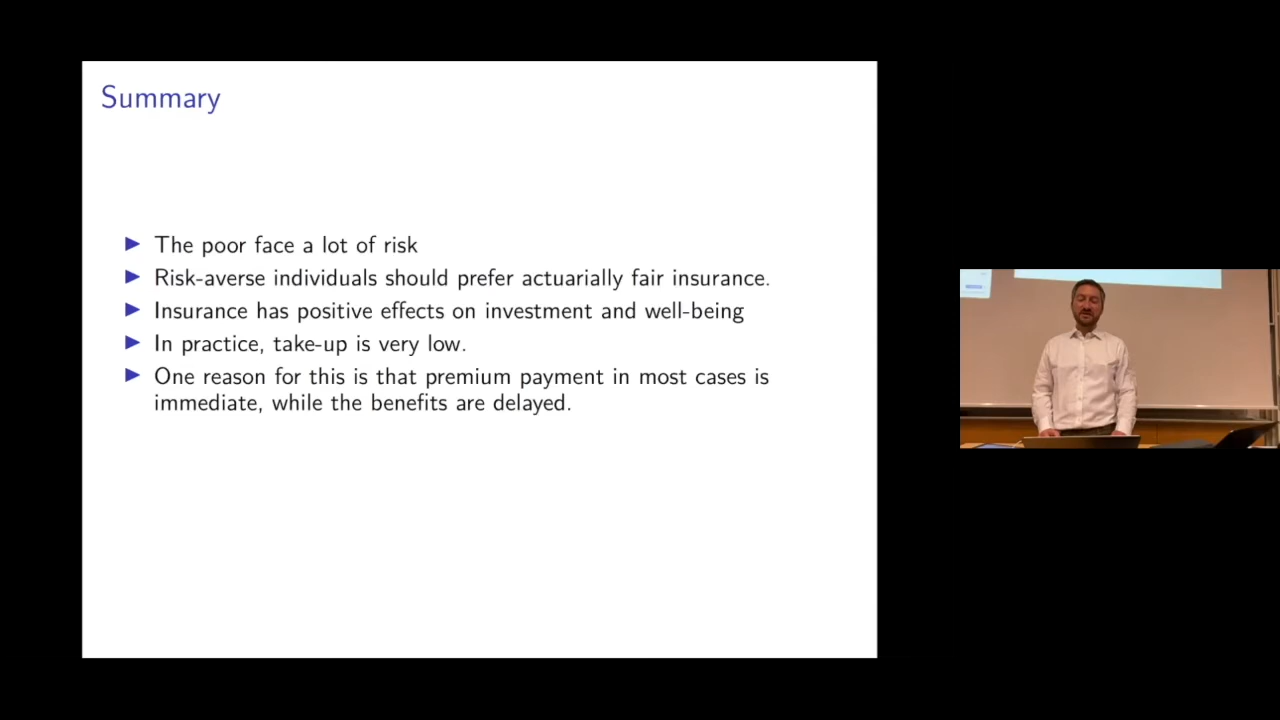 Summary
▶ The poor face a lot of risk
▶ Risk-averse individuals should prefer actuarially fair insurance.
▶ Insurance has positive effects on investment and well-being
▶ In practice, take-up is very low.
▶ One reason for this is that premium payment in most cases is
immediate, while the benefits are delayed.